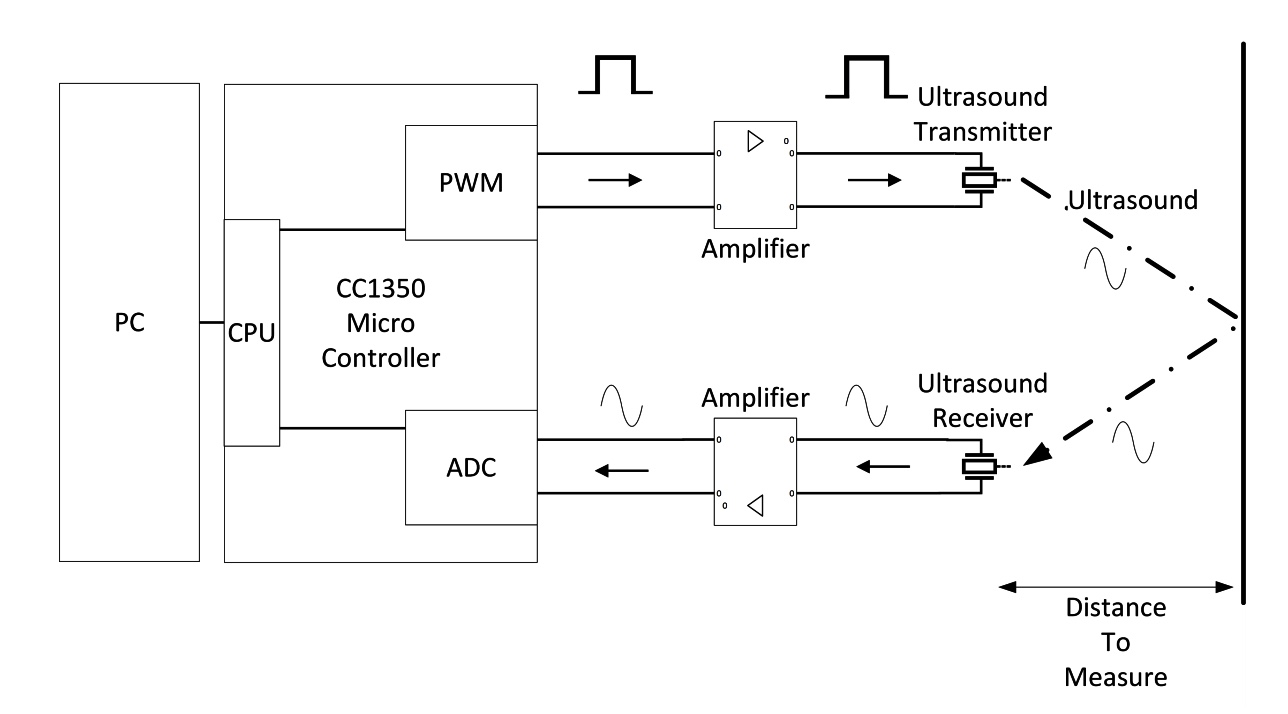 Ultrasound
Transmitter
PWM
Ultrasound
Amplifier
CC1350
Micro
Controller
PC
CPU
Amplifier
Ultrasound
Receiver
ADC
Distance
To
Measure